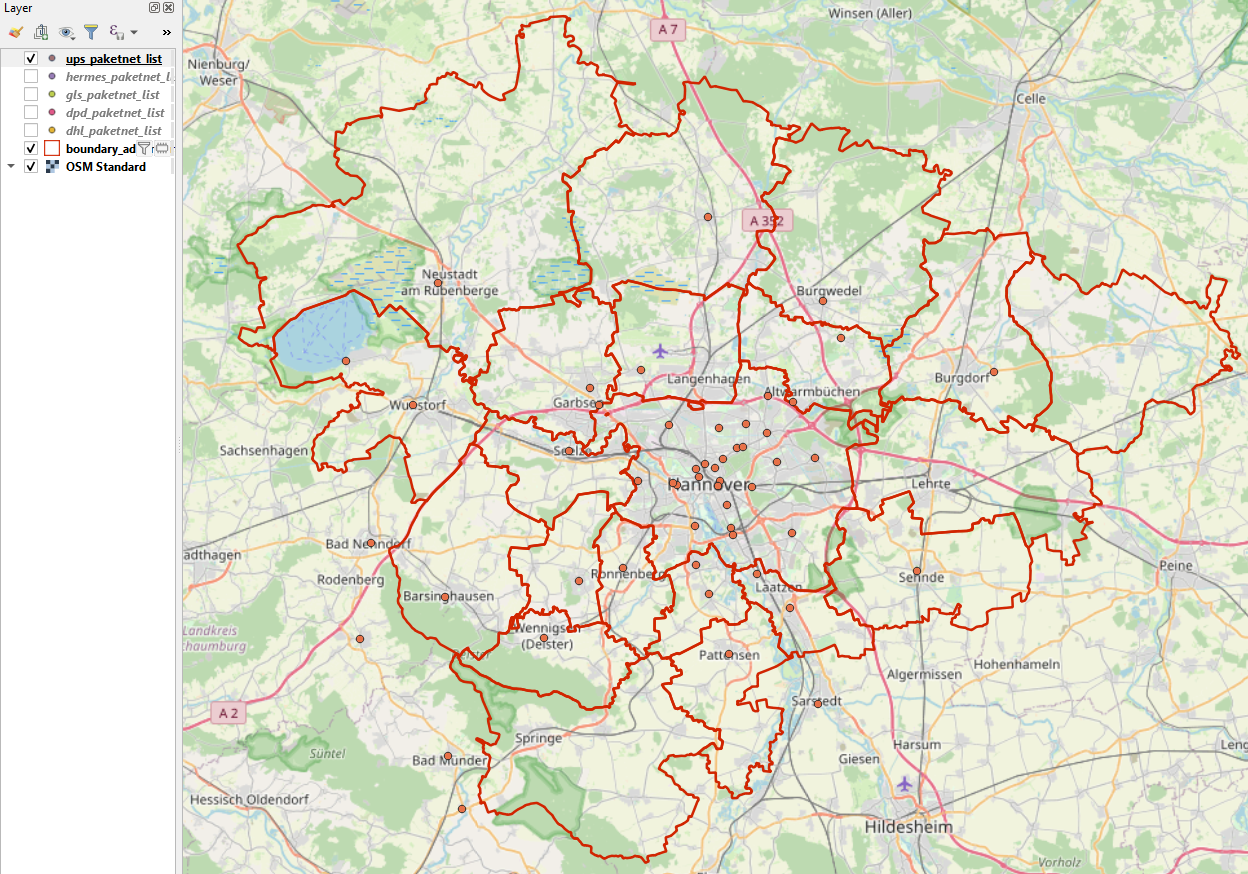 Layer
»
ups_paketnet_list
hermes_paketnet_l
gls_paketnet_list
dpd_paketnet_list
dhl_paketnet_list
boundary_ad
OSM Standard
Winsen (Aller)
A 7
Nienburg/
Weser
Celle
A 352
Neustadt
am Rübenberge
Burgwedel
Langenhagen
Burgdorf
Altwarmbüchen
Garbsen
Wunstorf
Sachsenhagen
Seelze
Hannover
Lehrte
Bad Nenndorf
adthagen
Peine
Rodenberg
Ronnenberg
Sehnde
Laatzen
Barsinghausen
Landkreis
chaumburg
Wennigsen
(Deister)
Deister
Pattensen
Hohenhameln
Algermissen
Sarstedt
A 2
Springe
Harsum
Leng
Süntel
Bad Münder
Giesen
Hessisch Oldendorf
Hildesheim
Vorholz